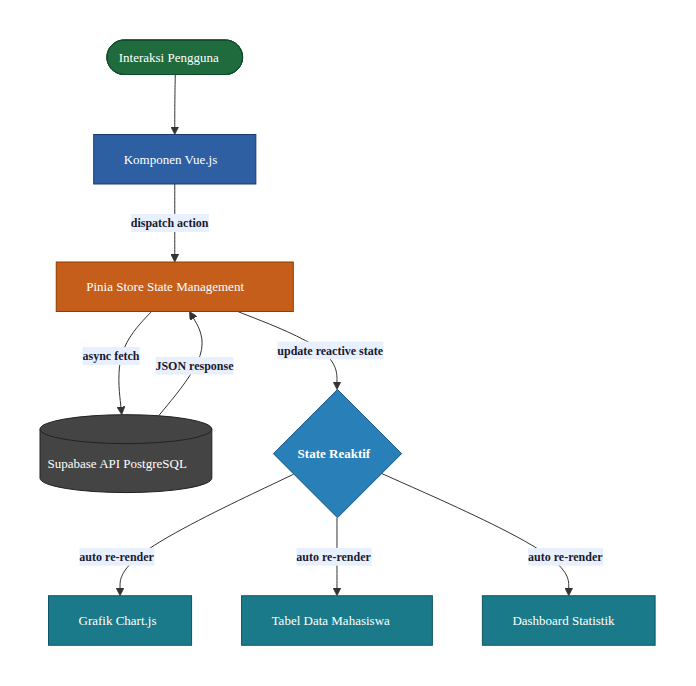 Interaksi Pengguna
Komponen Vue.js
dispatch action
Pinia Store State Management
update reactive state
async fetch
JSON response
State Reaktif
Supabase API PostgreSQL
auto re-render
auto re-render
auto re-render
Grafik Chart.js
Tabel Data Mahasiswa
Dashboard Statistik